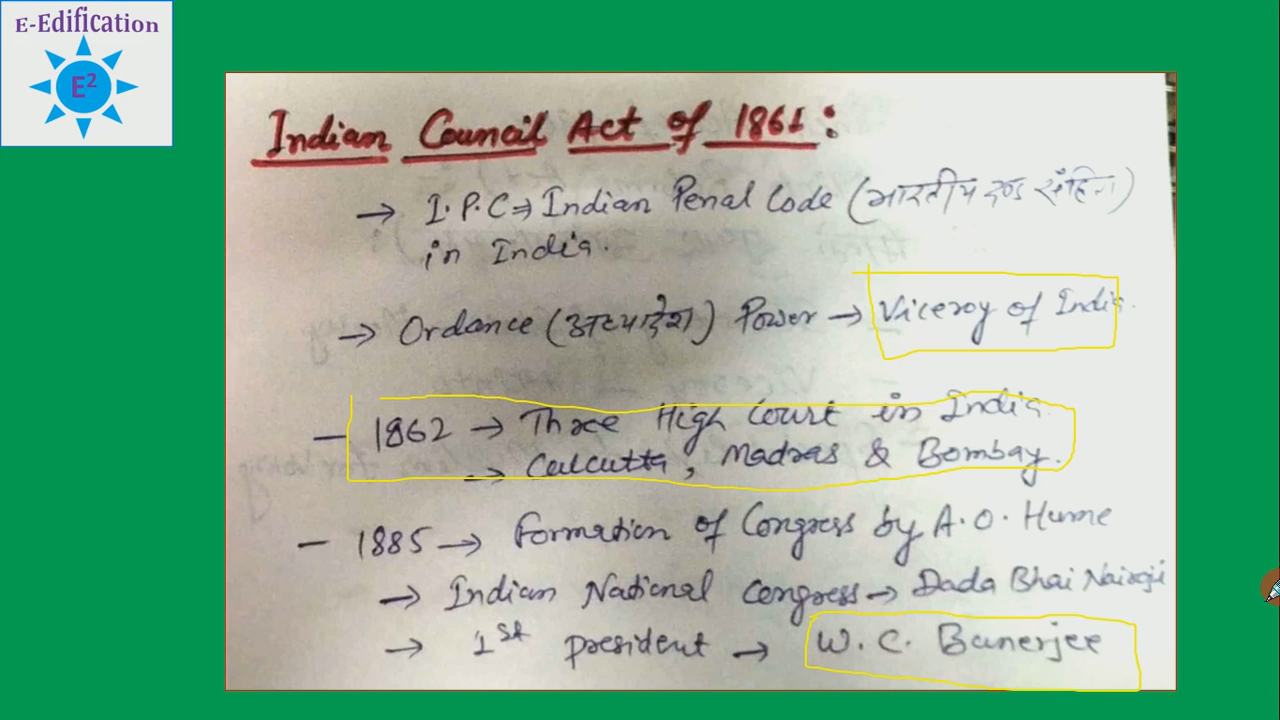 E-Edification
E²
Indian Council Act of 1861:
→ I.P.C ⇒ Indian Penal Code (भारतीय दण्ड संहिता)
in India.
→ Ordance (अध्यादेश) Power → Viceroy of India.
— 1862 → Three High Court in India.
→ Calcutta, Madras & Bombay.
— 1885 → Formation of Congress by A.O. Hume
→ Indian National Congress → Dada Bhai Nairoji
→ 1st president → W.C. Banerjee